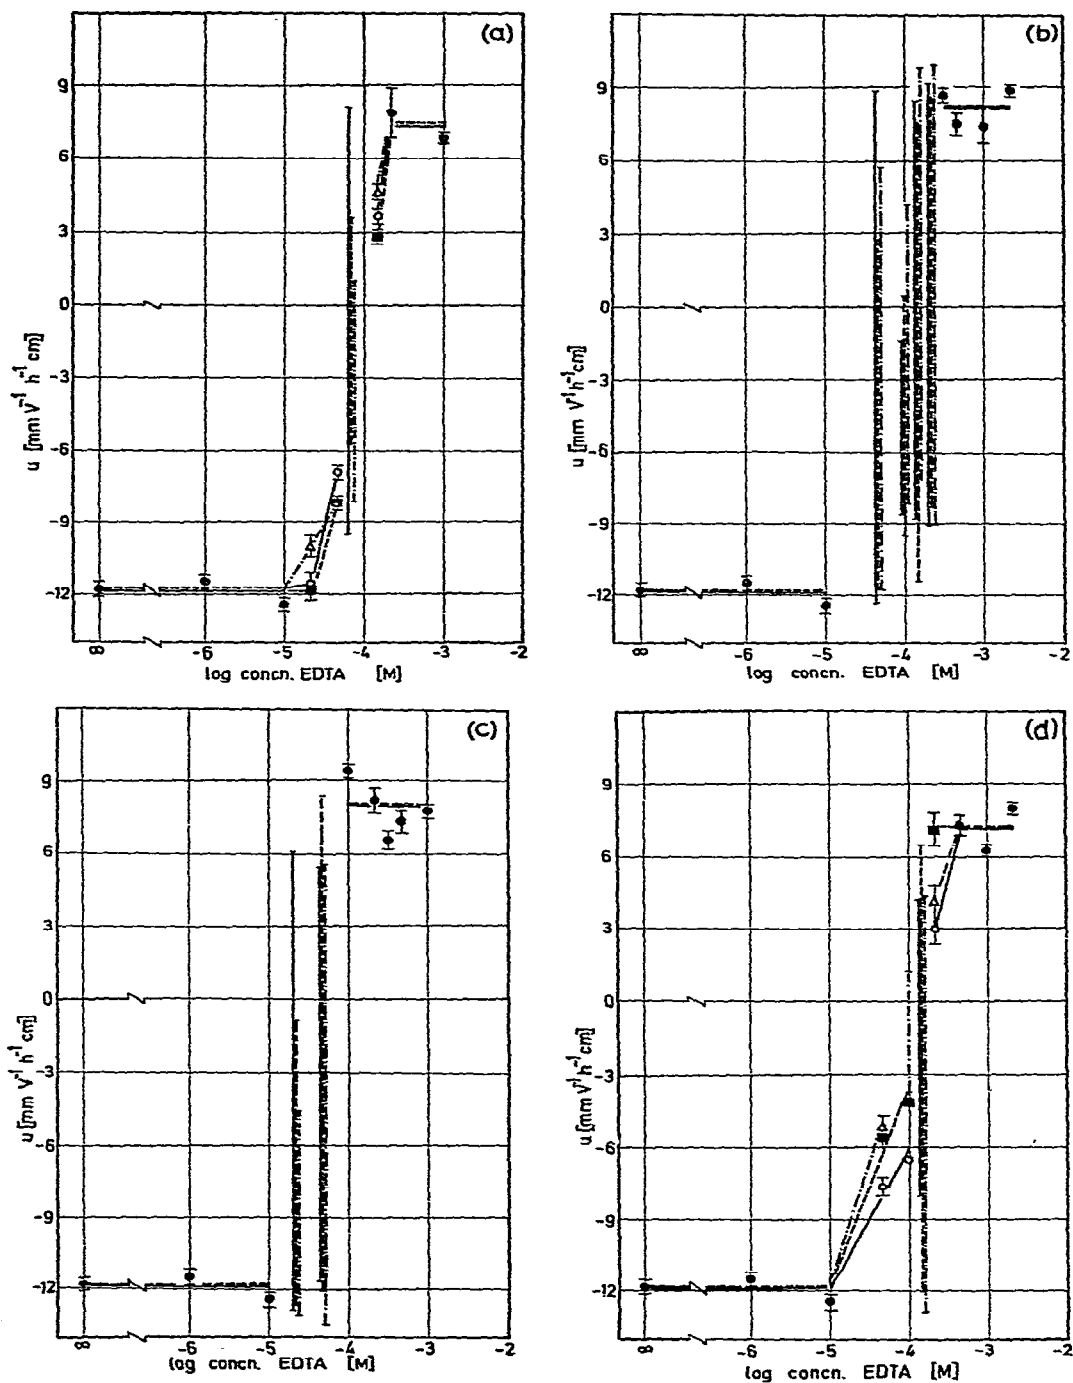 (a)
9
6
3
0
-3
-6
-9
-12
u [mm V⁻¹ h⁻¹ cm]
∞ -6 -5 -4 -3 -2
log concn. EDTA [M]
(b)
9
6
3
0
-3
-6
-9
-12
u [mm V⁻¹ h⁻¹ cm]
∞ -6 -5 -4 -3 -2
log concn. EDTA [M]
(c)
9
6
3
0
-3
-6
-9
-12
u [mm V⁻¹ h⁻¹ cm]
∞ -6 -5 -4 -3 -2
log concn. EDTA [M]
(d)
9
6
3
0
-3
-6
-9
-12
u [mm V⁻¹ h⁻¹ cm]
∞ -6 -5 -4 -3 -2
log concn. EDTA [M]